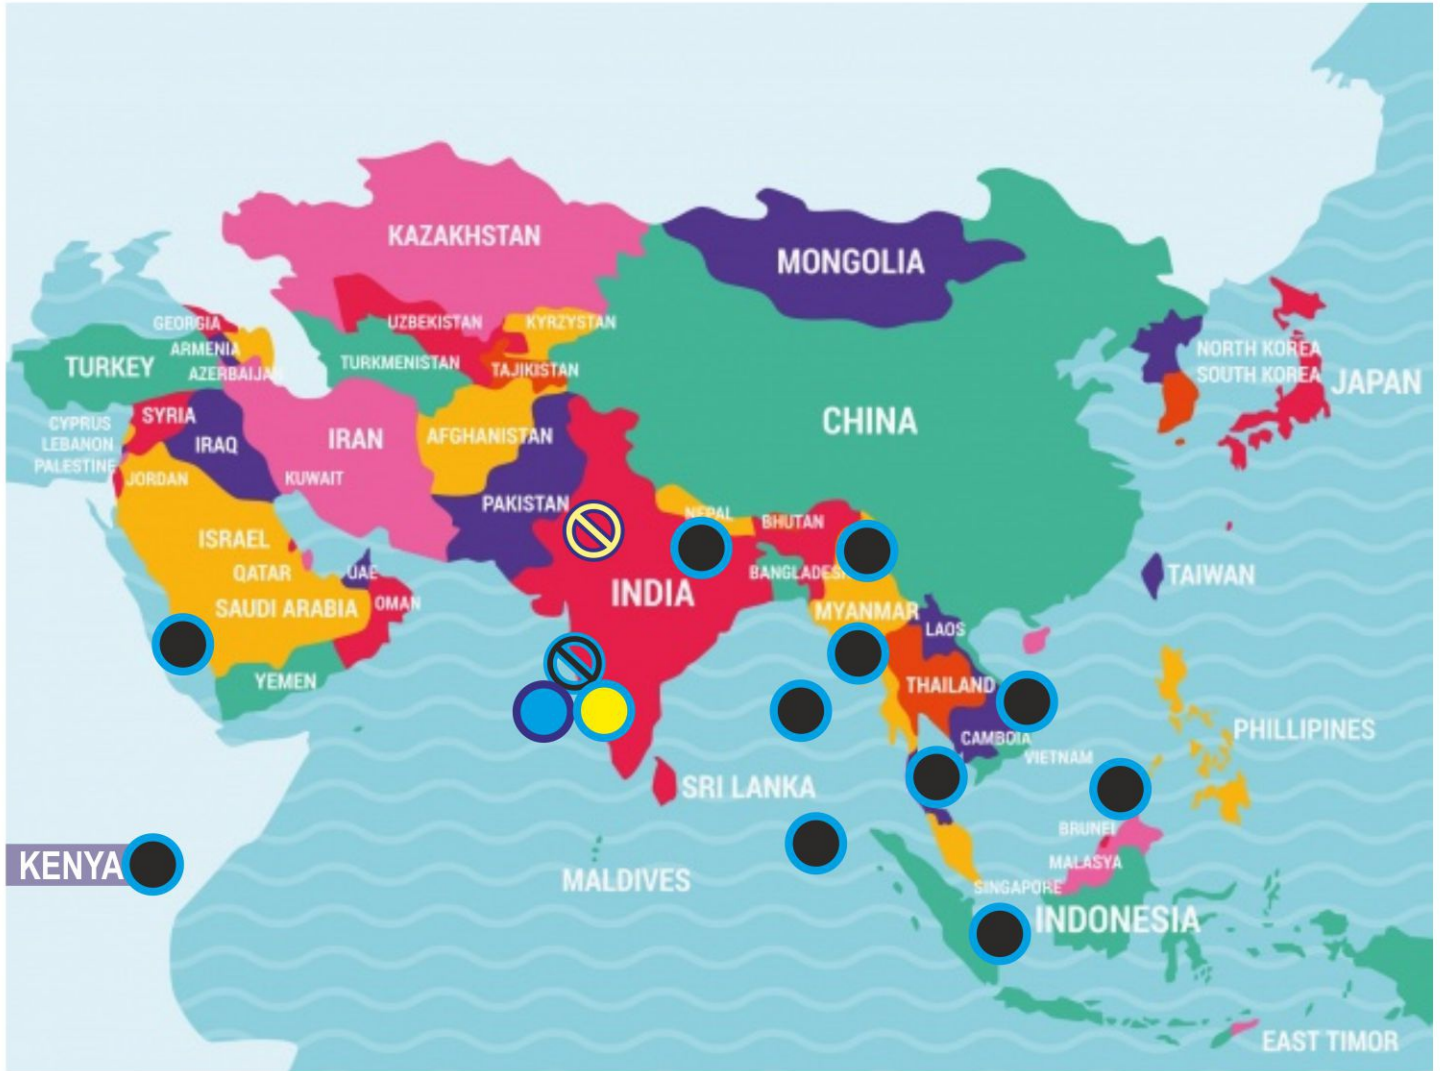 KAZAKHSTAN
MONGOLIA
GEORGIA
UZBEKISTAN
KYRZYSTAN
ARMENIA
TURKEY
TURKMENISTAN
TAJIKISTAN
AZERBAIJAN
NORTH KOREA
SOUTH KOREA
JAPAN
SYRIA
CYPRUS
LEBANON
PALESTINE
IRAQ
IRAN
AFGHANISTAN
CHINA
JORDAN
KUWAIT
PAKISTAN
NEPAL
BHUTAN
ISRAEL
QATAR
UAE
BANGLADESH
TAIWAN
INDIA
SAUDI ARABIA
OMAN
MYANMAR
LAOS
YEMEN
THAILAND
PHILLIPINES
CAMBODIA
VIETNAM
SRI LANKA
BRUNEI
KENYA
MALASYA
MALDIVES
SINGAPORE
INDONESIA
EAST TIMOR